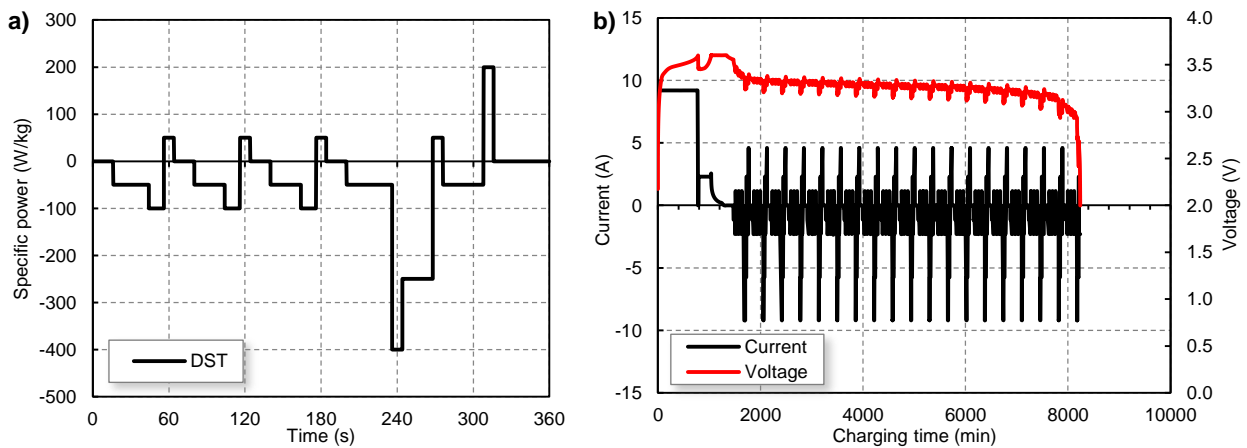 a)
Specific power (W/kg)
200
100
0
-100
-200
-300
-400
-500
DST
0 60 120 180 240 300 360
Time (s)
b)
Current (A)
15
10
5
0
-5
-10
-15
Current
Voltage
0 2000 4000 6000 8000 10000
Charging time (min)
4.0
3.5
3.0
2.5
2.0
1.5
1.0
0.5
0.0
Voltage (V)